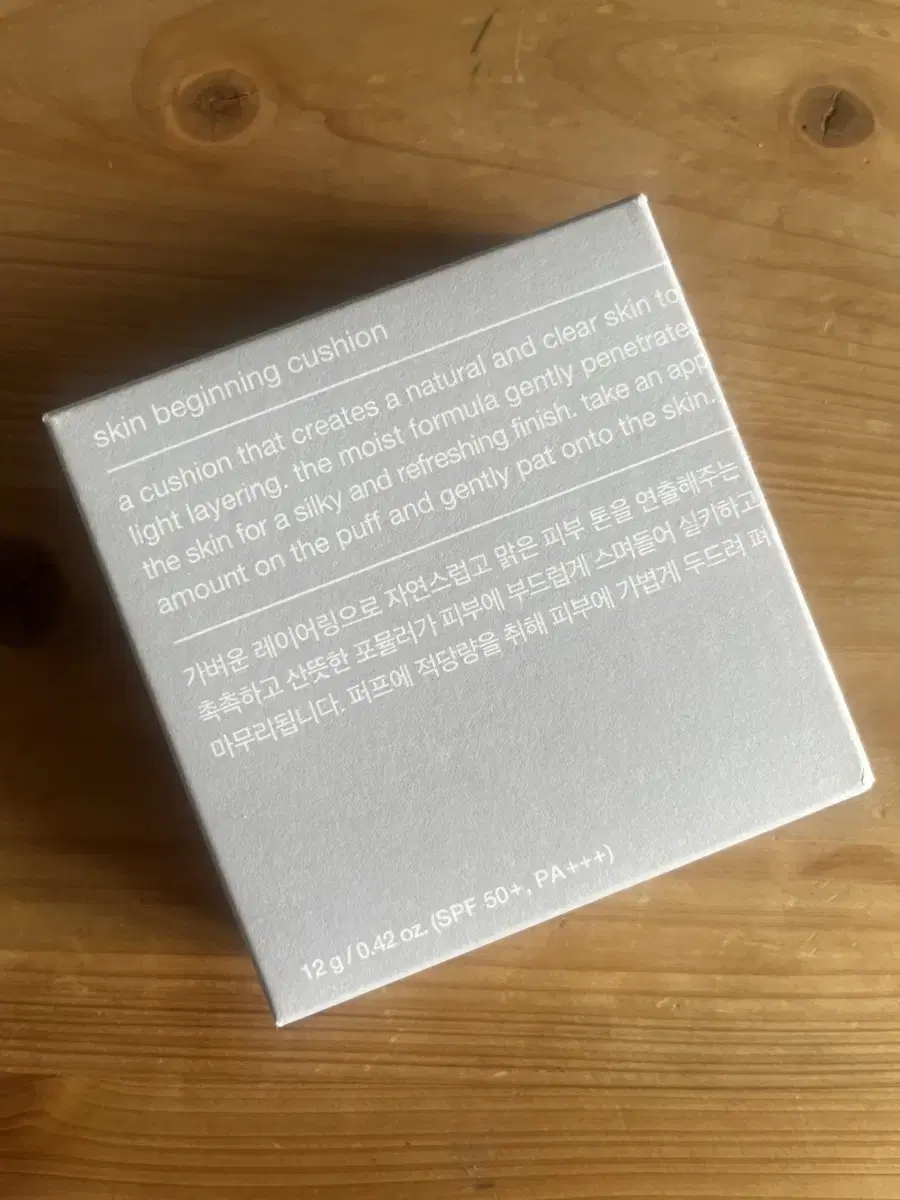 skin beginning cushion
a cushion that creates a natural and clear skin to
light layering. the moist formula gently penetrate
the skin for a silky and refreshing finish. take an app
amount on the puff and gently pat onto the skin.
가벼운 레이어링으로 자연스럽고 맑은 피부 톤을 연출해주는
촉촉하고 산뜻한 포뮬러가 피부에 부드럽게 스며들어 실키하고
마무리됩니다. 퍼프에 적당량을 취해 피부에 가볍게 두드려 펴
12 g / 0.42 oz. (SPF 50+, PA+++)